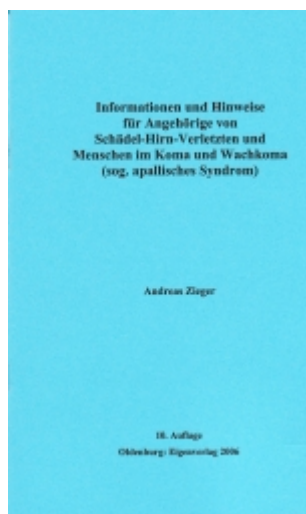 Informationen und Hinweise
für Angehörige von
Schädel-Hirn-Verletzten und
Menschen im Koma und Wachkoma
(sog. apallisches Syndrom)
Andreas Zieger
10. Auflage
Oldenburg: Eigenverlag 2006